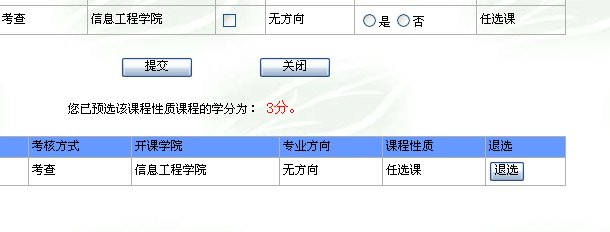 考查 信息工程学院 无方向 是 否 任选课
提交 关闭
您已预选该课程性质课程的学分为： 3分。
考核方式 开课学院 专业方向 课程性质 退选
考查 信息工程学院 无方向 任选课 退选